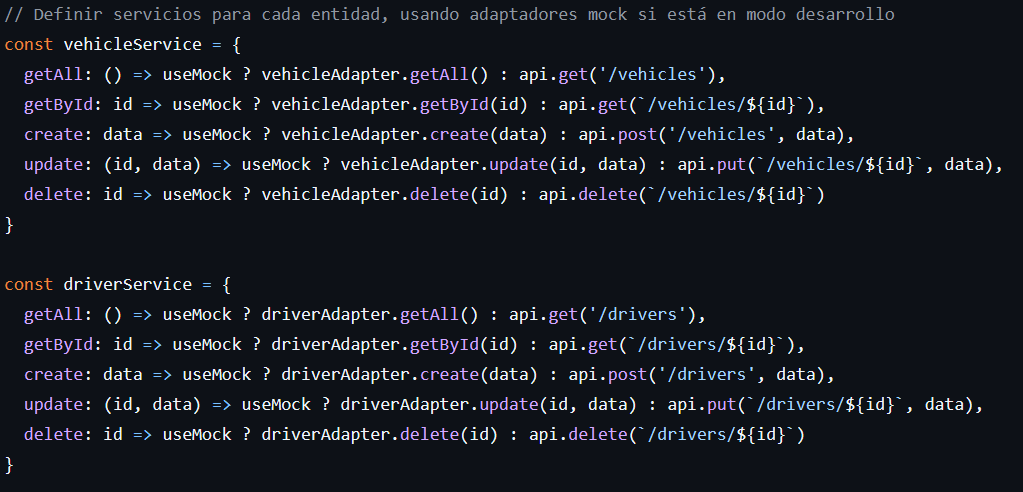 // Definir servicios para cada entidad, usando adaptadores mock si está en modo desarrollo
const vehicleService = {
  getAll: () => useMock ? vehicleAdapter.getAll() : api.get('/vehicles'),
  getById: id => useMock ? vehicleAdapter.getById(id) : api.get(`/vehicles/${id}`),
  create: data => useMock ? vehicleAdapter.create(data) : api.post('/vehicles', data),
  update: (id, data) => useMock ? vehicleAdapter.update(id, data) : api.put(`/vehicles/${id}`, data),
  delete: id => useMock ? vehicleAdapter.delete(id) : api.delete(`/vehicles/${id}`)
}

const driverService = {
  getAll: () => useMock ? driverAdapter.getAll() : api.get('/drivers'),
  getById: id => useMock ? driverAdapter.getById(id) : api.get(`/drivers/${id}`),
  create: data => useMock ? driverAdapter.create(data) : api.post('/drivers', data),
  update: (id, data) => useMock ? driverAdapter.update(id, data) : api.put(`/drivers/${id}`, data),
  delete: id => useMock ? driverAdapter.delete(id) : api.delete(`/drivers/${id}`)
}